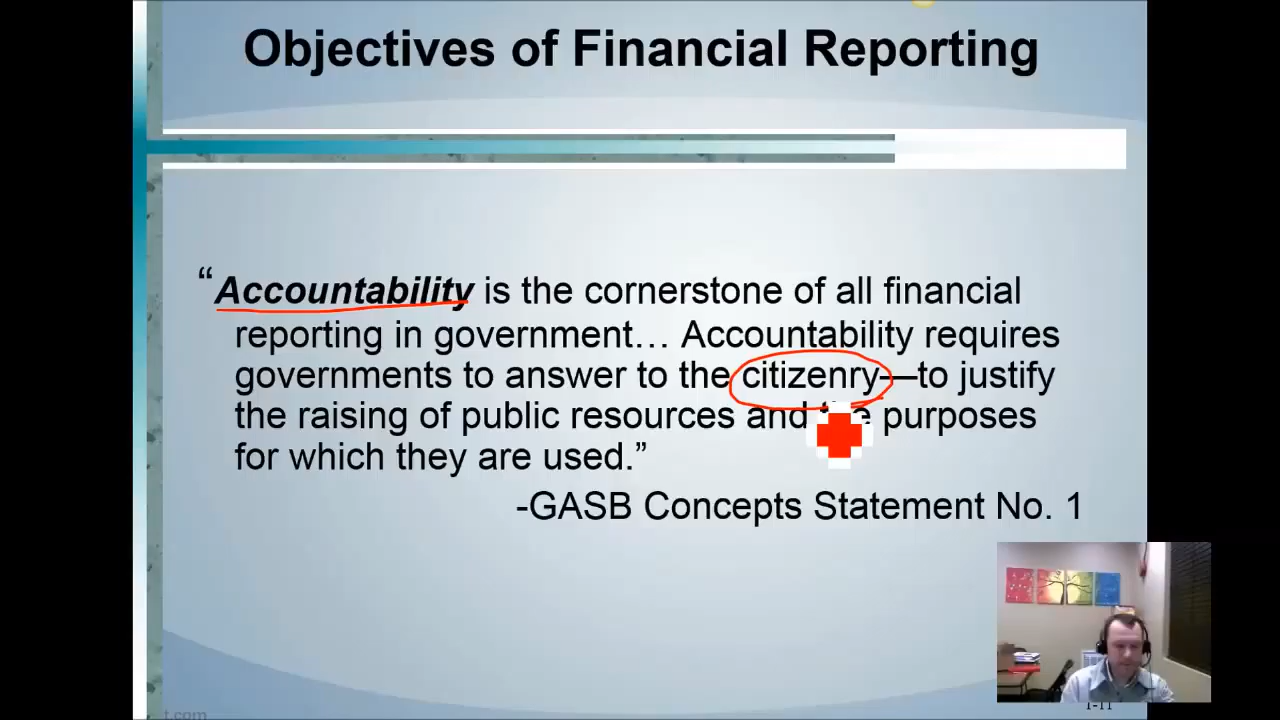 Objectives of Financial Reporting
“Accountability is the cornerstone of all financial
reporting in government… Accountability requires
governments to answer to the citizenry—to justify
the raising of public resources and the purposes
for which they are used.”
-GASB Concepts Statement No. 1
1-11
t.com